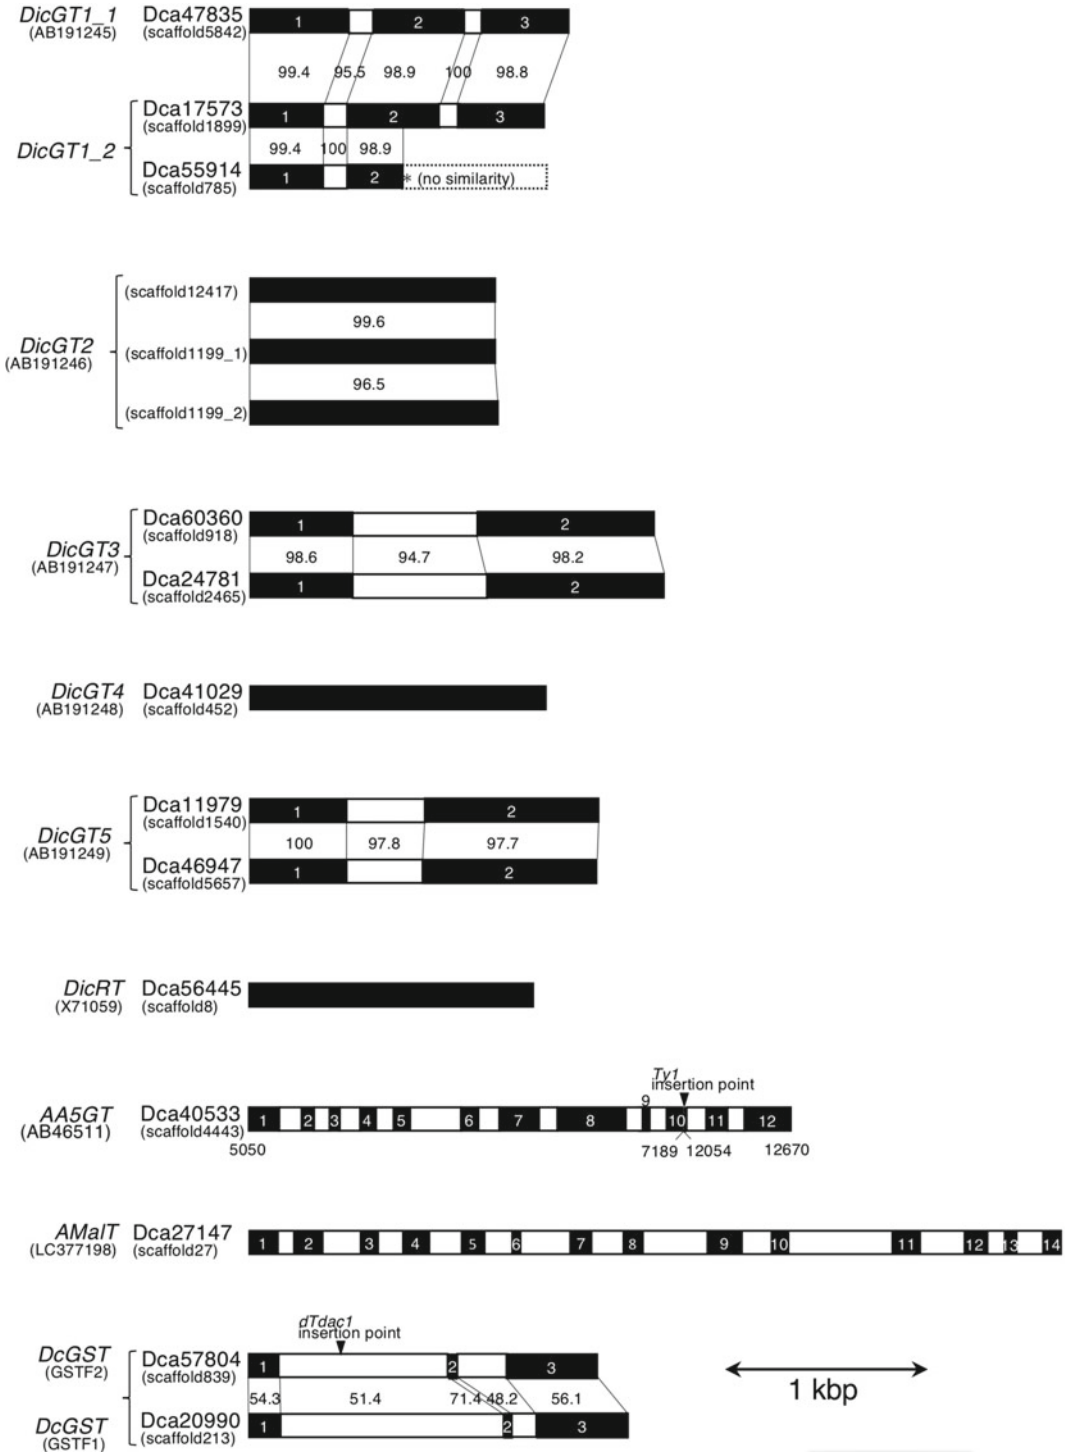 DicGT1_1 Dca47835 1 2 3
(AB191245) (scaffold5842)
99.4 95.5 98.9 100 98.8
Dca17573 1 2 3
(scaffold1899)
DicGT1_2 99.4 100 98.9
Dca55914 1 2 * (no similarity)
(scaffold785)
(scaffold12417)
99.6
DicGT2 (scaffold1199_1)
(AB191246)
96.5
(scaffold1199_2)
Dca60360 1 2
(scaffold918)
DicGT3 98.6 94.7 98.2
(AB191247)
Dca24781 1 2
(scaffold2465)
DicGT4 Dca41029
(AB191248) (scaffold452)
Dca11979 1 2
(scaffold1540)
DicGT5 100 97.8 97.7
(AB191249)
Dca46947 1 2
(scaffold5657)
DicRT Dca56445
(X71059) (scaffold8)
Ty1
insertion point
9
AA5GT Dca40533 1 2 3 4 5 6 7 8 10 11 12
(AB46511) (scaffold4443)
5050 7189 12054 12670
AMalT Dca27147 1 2 3 4 5 6 7 8 9 10 11 12 13 14
(LC377198) (scaffold27)
dTdac1
insertion point
DcGST Dca57804 1 2 3
(GSTF2) (scaffold839)
54.3 51.4 71.4 48.2 56.1
1 kbp
DcGST Dca20990 1 2 3
(GSTF1) (scaffold213)